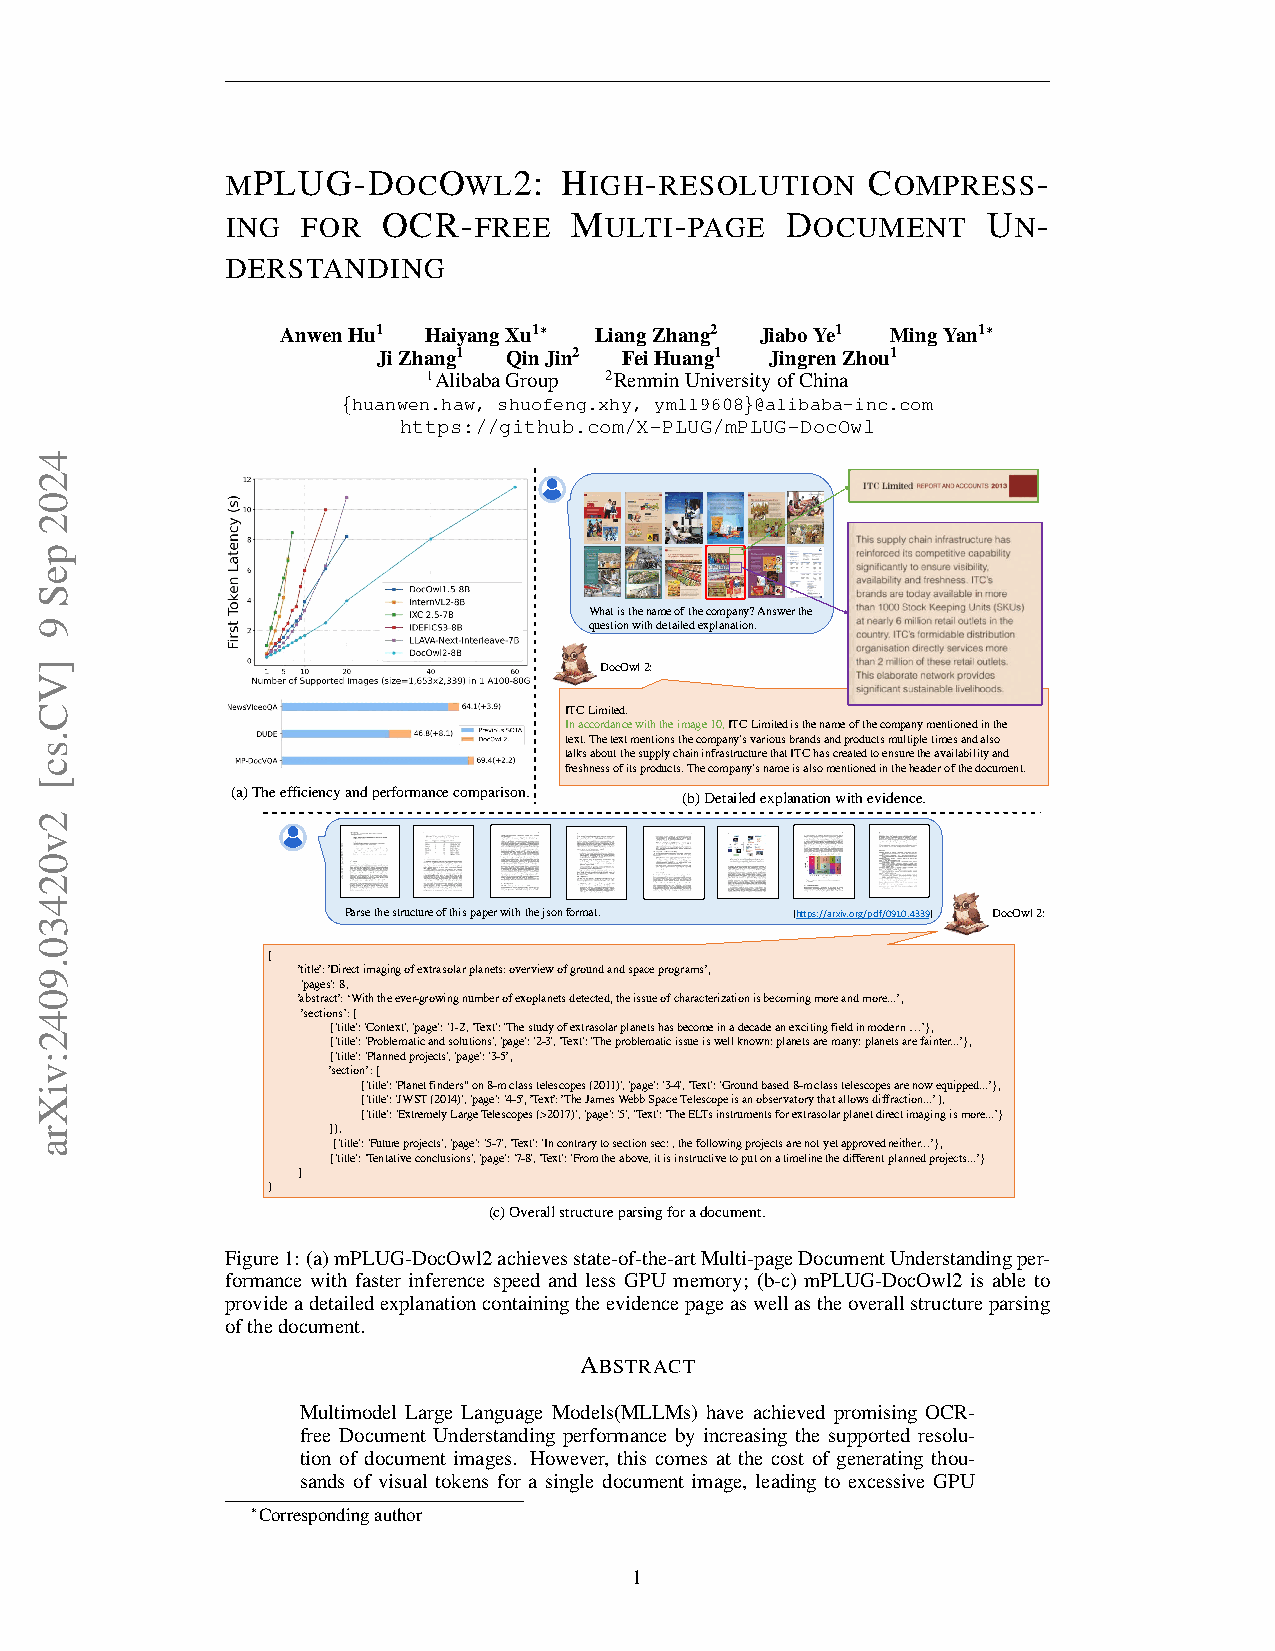 MPLUG-DOCOWL2: HIGH-RESOLUTION COMPRESS-
ING FOR OCR-FREE MULTI-PAGE DOCUMENT UN-
DERSTANDING
Anwen Hu1 Haiyang Xu1* Liang Zhang2 Jiabo Ye1 Ming Yan1*
Ji Zhang1 Qin Jin2 Fei Huang1 Jingren Zhou1
1Alibaba Group 2Renmin University of China
{huanwen.haw, shuofeng.xhy, ym119608}@alibaba-inc.com
https://github.com/X-PLUG/mPLUG-DocOwl
arXiv:2409.03420v2 [cs.CV] 9 Sep 2024
First Token Latency (s)
12
10
8
6
4
2
0
DocOwl1.5-8B
InternVL2-8B
IXC 2.5-7B
IDEFICS3-8B
LLAVA-Next-Interleave-7B
DocOwl2-8B
1 5 10 20 40 60
Number of Supported Images (size=1,653x2,339) in 1 A100-80G
NewsVideoQA 64.1(+3.9)
DUDE 46.8(+8.1)
MP-DocVQA 69.4(+2.2)
Previous SOTA
DocOwl 2
(a) The efficiency and performance comparison.
ITC Limited REPORT AND ACCOUNTS 2013
This supply chain infrastructure has
reinforced its competitive capability
significantly to ensure visibility,
availability and freshness. ITC's
brands are today available in more
than 1000 Stock Keeping Units (SKUs)
at nearly 6 million retail outlets in the
country. ITC's formidable distribution
organisation directly services more
than 2 million of these retail outlets.
This elaborate network provides
significant sustainable livelihoods.
What is the name of the company? Answer the
question with detailed explanation.
DocOwl 2:
ITC Limited.
In accordance with the image 10, ITC Limited is the name of the company mentioned in the
text. The text mentions the company's various brands and products multiple times and also
talks about the supply chain infrastructure that ITC has created to ensure the availability and
freshness of its products. The company's name is also mentioned in the header of the document.
(b) Detailed explanation with evidence.
Parse the structure of this paper with the json format. [https://arxiv.org/pdf/0910.4339]
DocOwl 2:
{
'title': 'Direct imaging of extrasolar planets: overview of ground and space programs',
'pages': 8,
'abstract': 'With the ever-growing number of exoplanets detected, the issue of characterization is becoming more and more...',
'sections': [
{'title': 'Context', 'page': '1-2', 'Text': 'The study of extrasolar planets has become in a decade an exciting field in modern ...'},
{'title': 'Problematic and solutions', 'page': '2-3', 'Text': 'The problematic issue is well known: planets are many: planets are fainter...'},
{'title': 'Planned projects', 'page': '3-5',
'section': [
{'title': 'Planet finders" on 8-m class telescopes (2011)', 'page': '3-4', 'Text': 'Ground based 8-m class telescopes are now equipped...'},
{'title': 'JWST (2014)', 'page': '4-5', 'Text': 'The James Webb Space Telescope is an observatory that allows diffraction...'},
{'title': 'Extremely Large Telescopes (>2017)', 'page': '5', 'Text': 'The ELTs instruments for extrasolar planet direct imaging is more...'}
]},
{'title': 'Future projects', 'page': '5-7', 'Text': 'In contrary to section sec: , the following projects are not yet approved neither...'},
{'title': 'Tentative conclusions', 'page': '7-8', 'Text': 'From the above, it is instructive to put on a timeline the different planned projects...'}
]
}
(c) Overall structure parsing for a document.
Figure 1: (a) mPLUG-DocOwl2 achieves state-of-the-art Multi-page Document Understanding per-
formance with faster inference speed and less GPU memory; (b-c) mPLUG-DocOwl2 is able to
provide a detailed explanation containing the evidence page as well as the overall structure parsing
of the document.
ABSTRACT
Multimodel Large Language Models(MLLMs) have achieved promising OCR-
free Document Understanding performance by increasing the supported resolu-
tion of document images. However, this comes at the cost of generating thou-
sands of visual tokens for a single document image, leading to excessive GPU
*Corresponding author
1